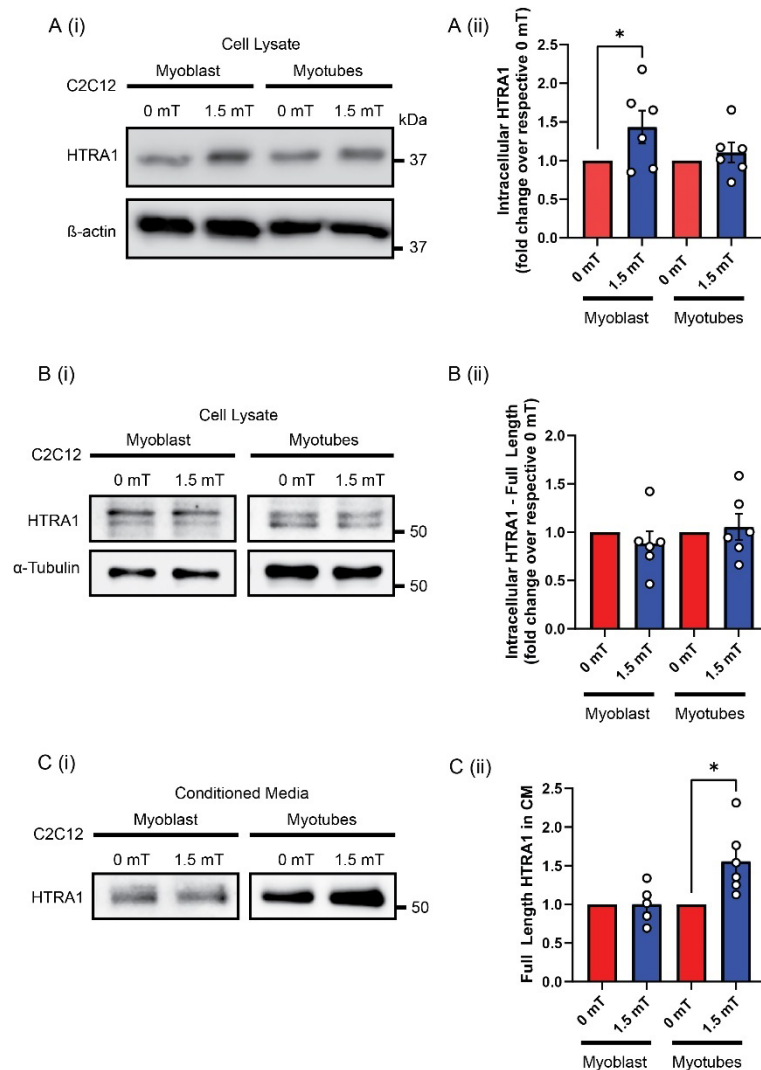 A (i)
Cell Lysate
Myoblast Myotubes
C2C12
0 mT 1.5 mT 0 mT 1.5 mT
kDa
HTRA1
37
ß-actin
37
A (ii)
Intracellular HTRA1
(fold change over respective 0 mT)
2.5
2.0
1.5
1.0
0.5
0.0
*
0 mT 1.5 mT 0 mT 1.5 mT
Myoblast Myotubes
B (i)
Cell Lysate
Myoblast Myotubes
C2C12
0 mT 1.5 mT 0 mT 1.5 mT
HTRA1
50
α-Tubulin
50
B (ii)
Intracellular HTRA1 - Full Length
(fold change over respective 0 mT)
2.0
1.5
1.0
0.5
0.0
0 mT 1.5 mT 0 mT 1.5 mT
Myoblast Myotubes
C (i)
Conditioned Media
Myoblast Myotubes
C2C12
0 mT 1.5 mT 0 mT 1.5 mT
HTRA1
50
C (ii)
Full Length HTRA1 in CM
2.5
2.0
1.5
1.0
0.5
0.0
*
0 mT 1.5 mT 0 mT 1.5 mT
Myoblast Myotubes